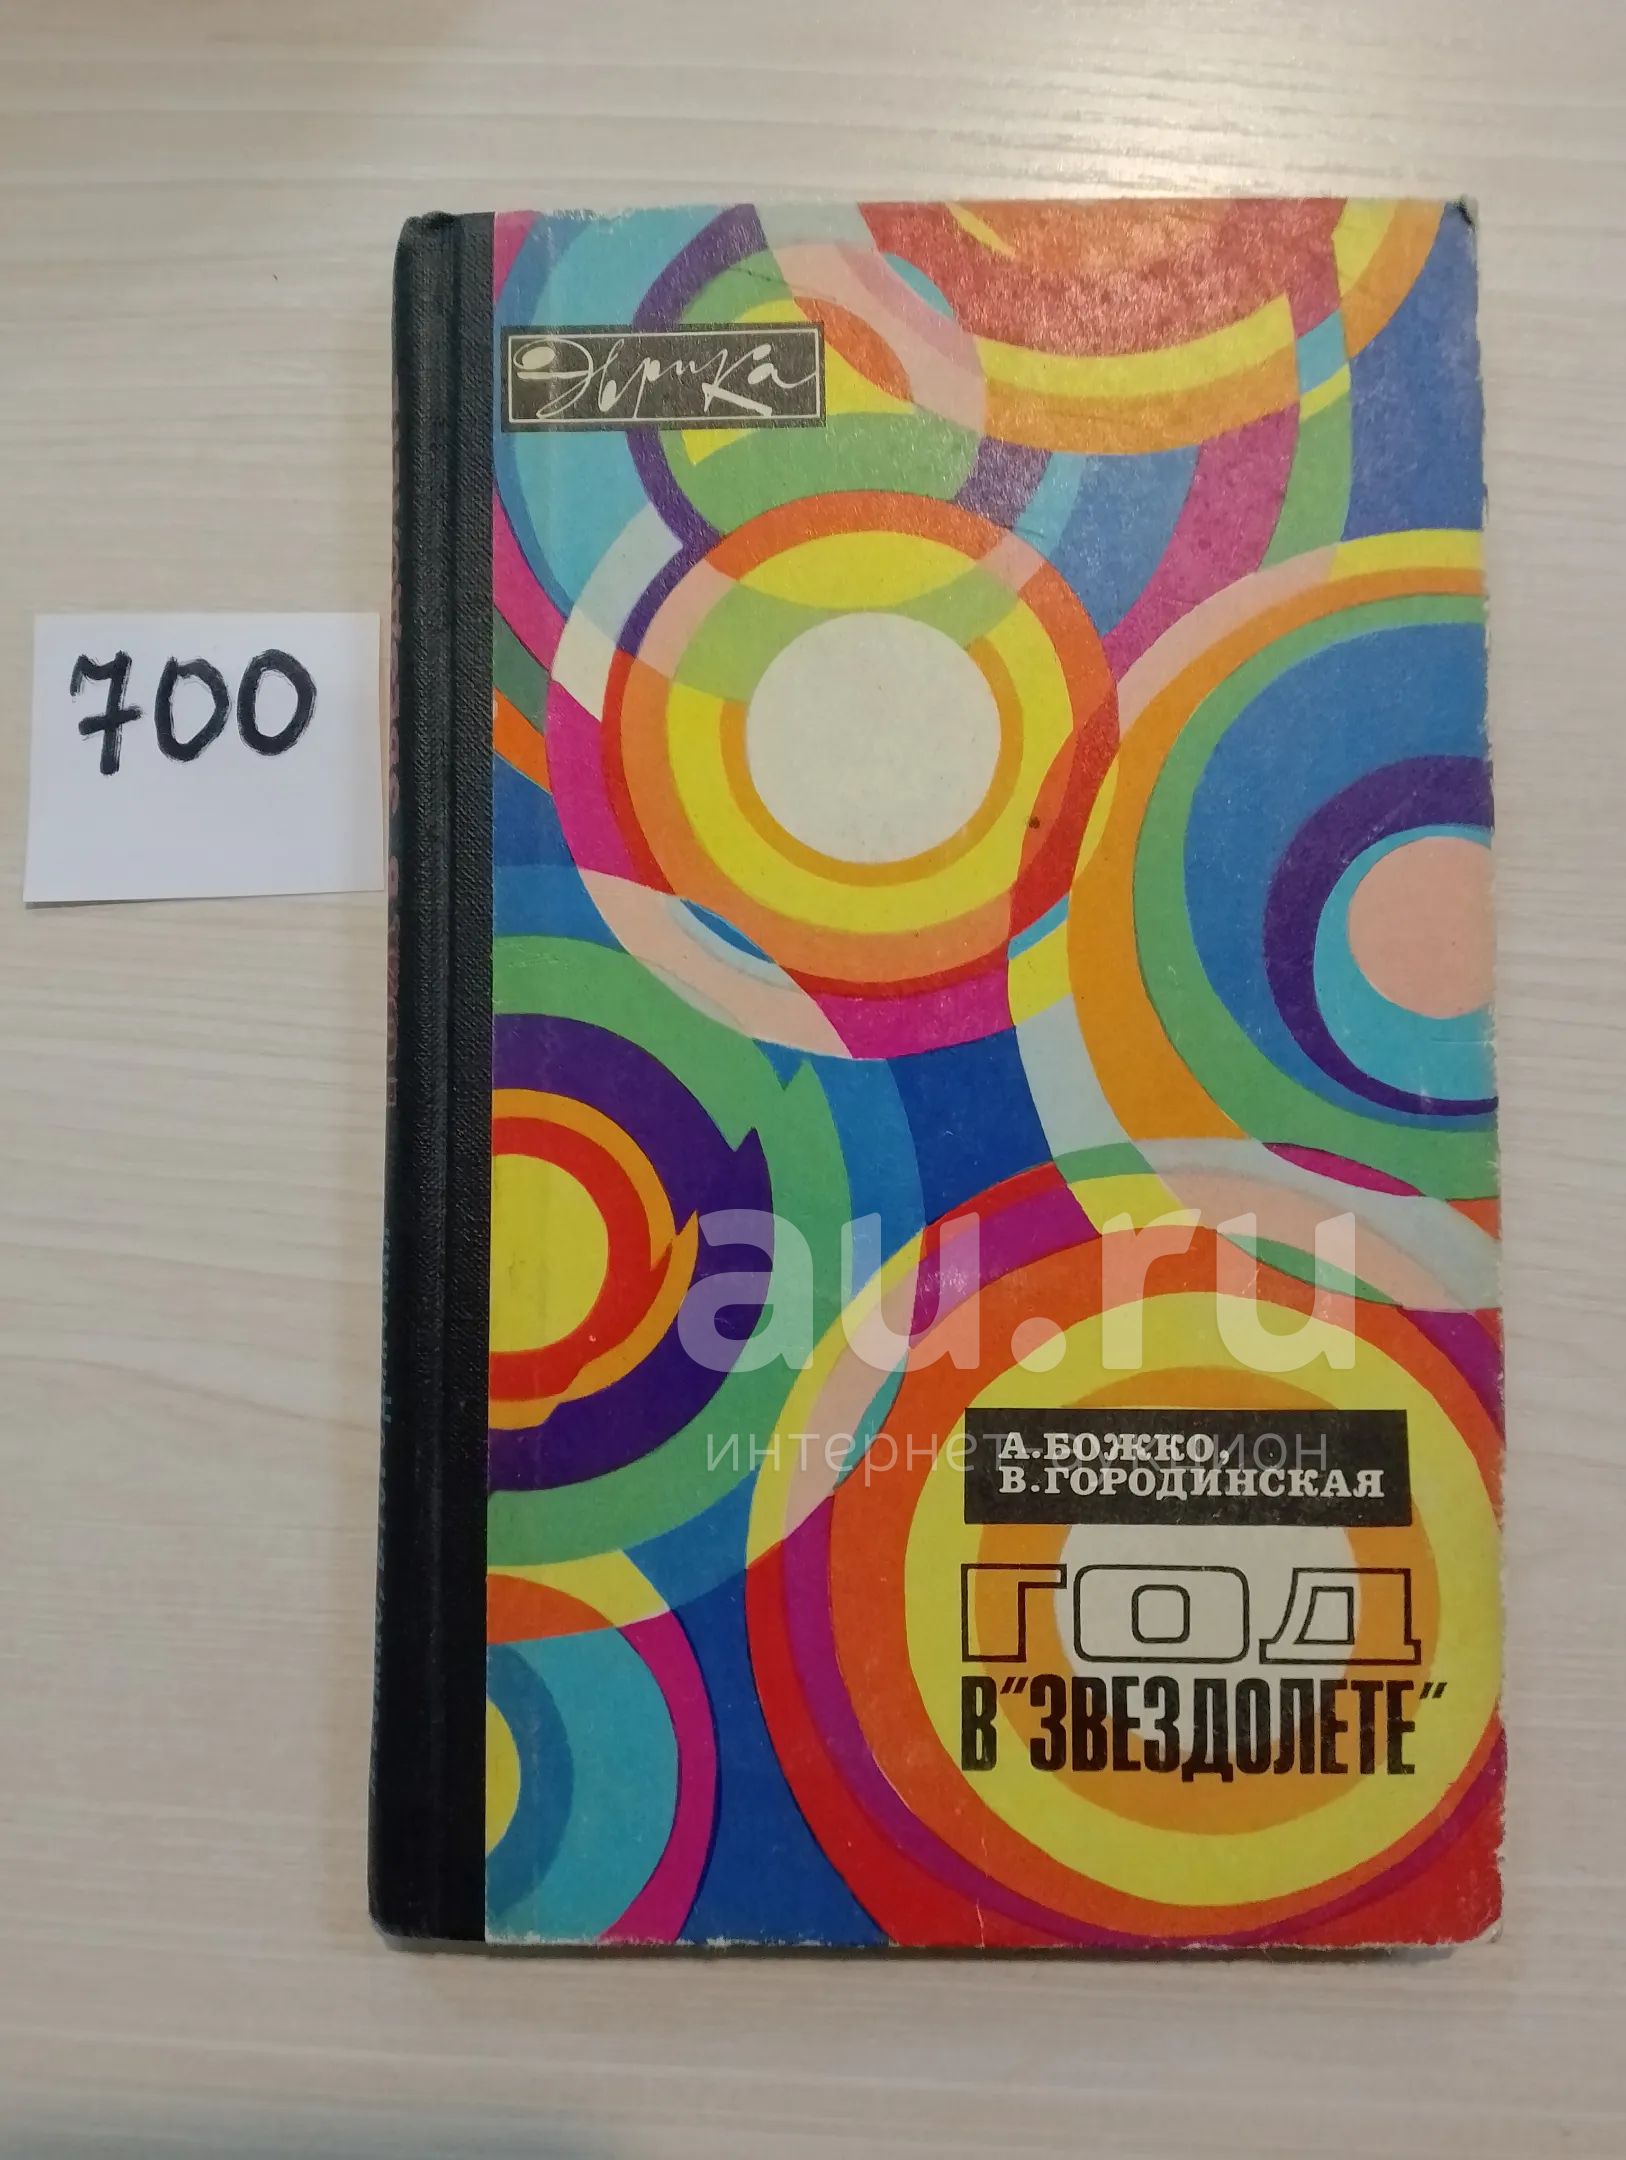 Эврика
700
au.ru
интернет-аукцион
А.БОЖКО,
В.ГОРОДИНСКАЯ
ГОД
В"ЗВЕЗДОЛЕТЕ"